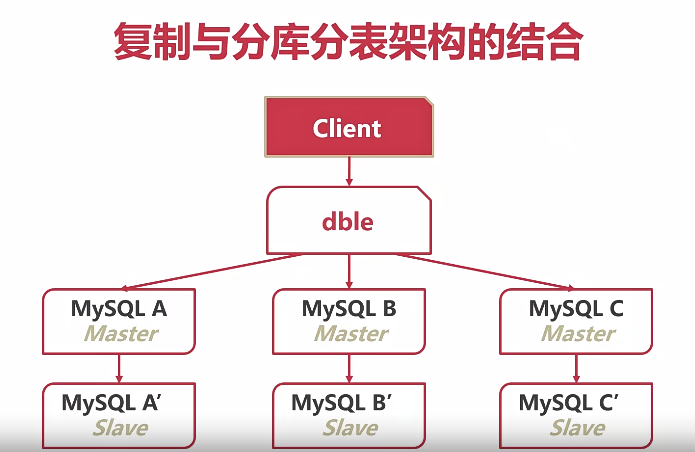 复制与分库分表架构的结合
Client
dble
MySQL A
Master
MySQL B
Master
MySQL C
Master
MySQL A’
Slave
MySQL B’
Slave
MySQL C’
Slave